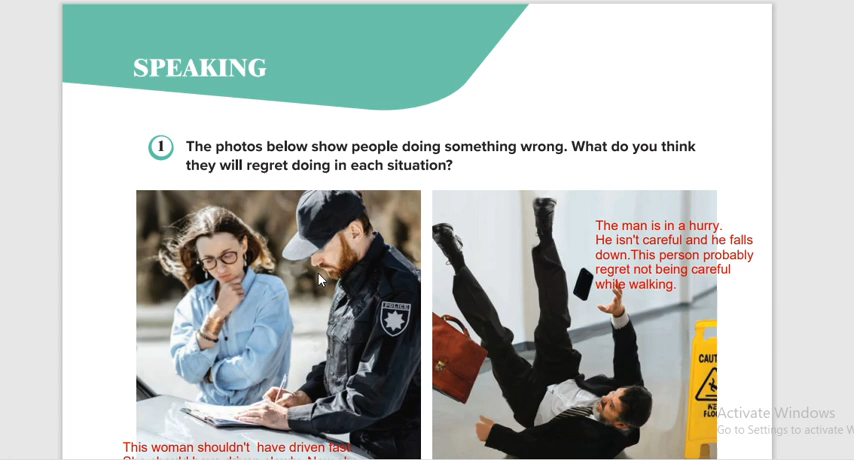 SPEAKING
1 The photos below show people doing something wrong. What do you think
they will regret doing in each situation?
POLICE
The man is in a hurry.
He isn't careful and he falls
down.This person probably
regret not being careful
while walking.
CAUT
FLO
Activate Windows
Go to Settings to activate W
This woman shouldn't have driven fast